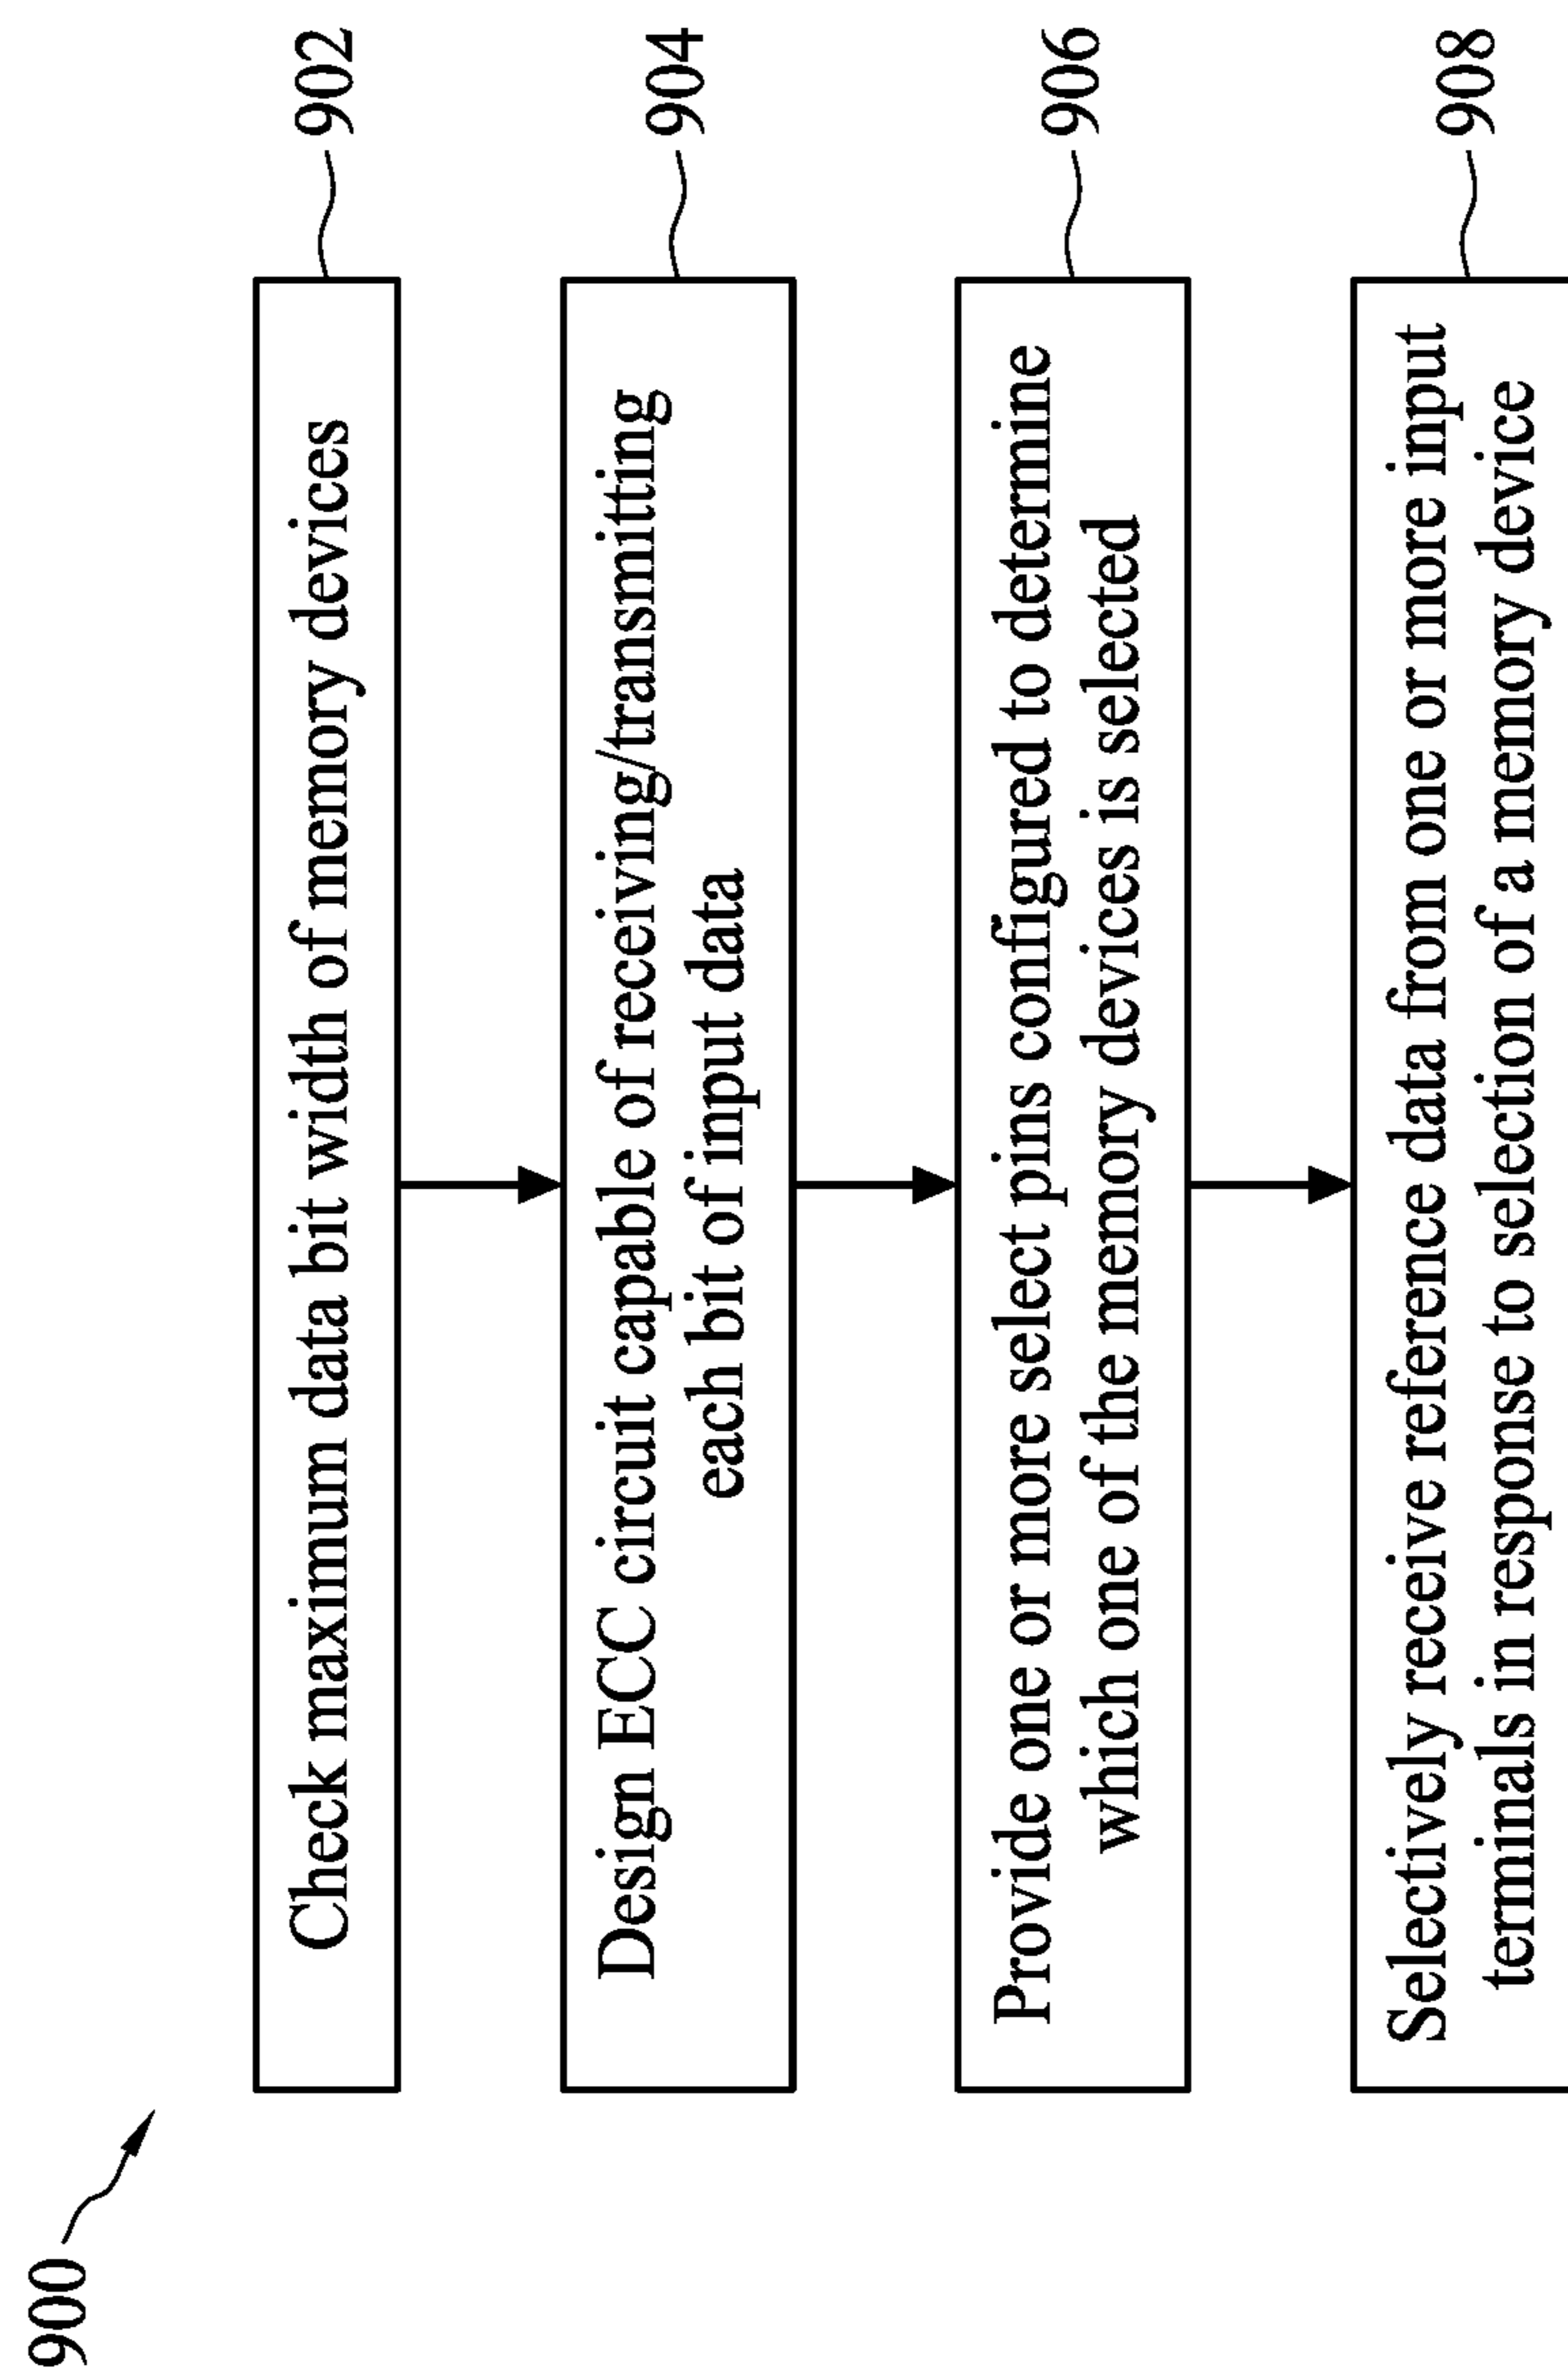 900
Check maximum data bit width of memory devices
902
Design ECC circuit capable of receiving/transmitting
each bit of input data
904
Provide one or more select pins configured to determine
which one of the memory devices is selected
906
Selectively receive reference data from one or more input
terminals in response to selection of a memory device
908